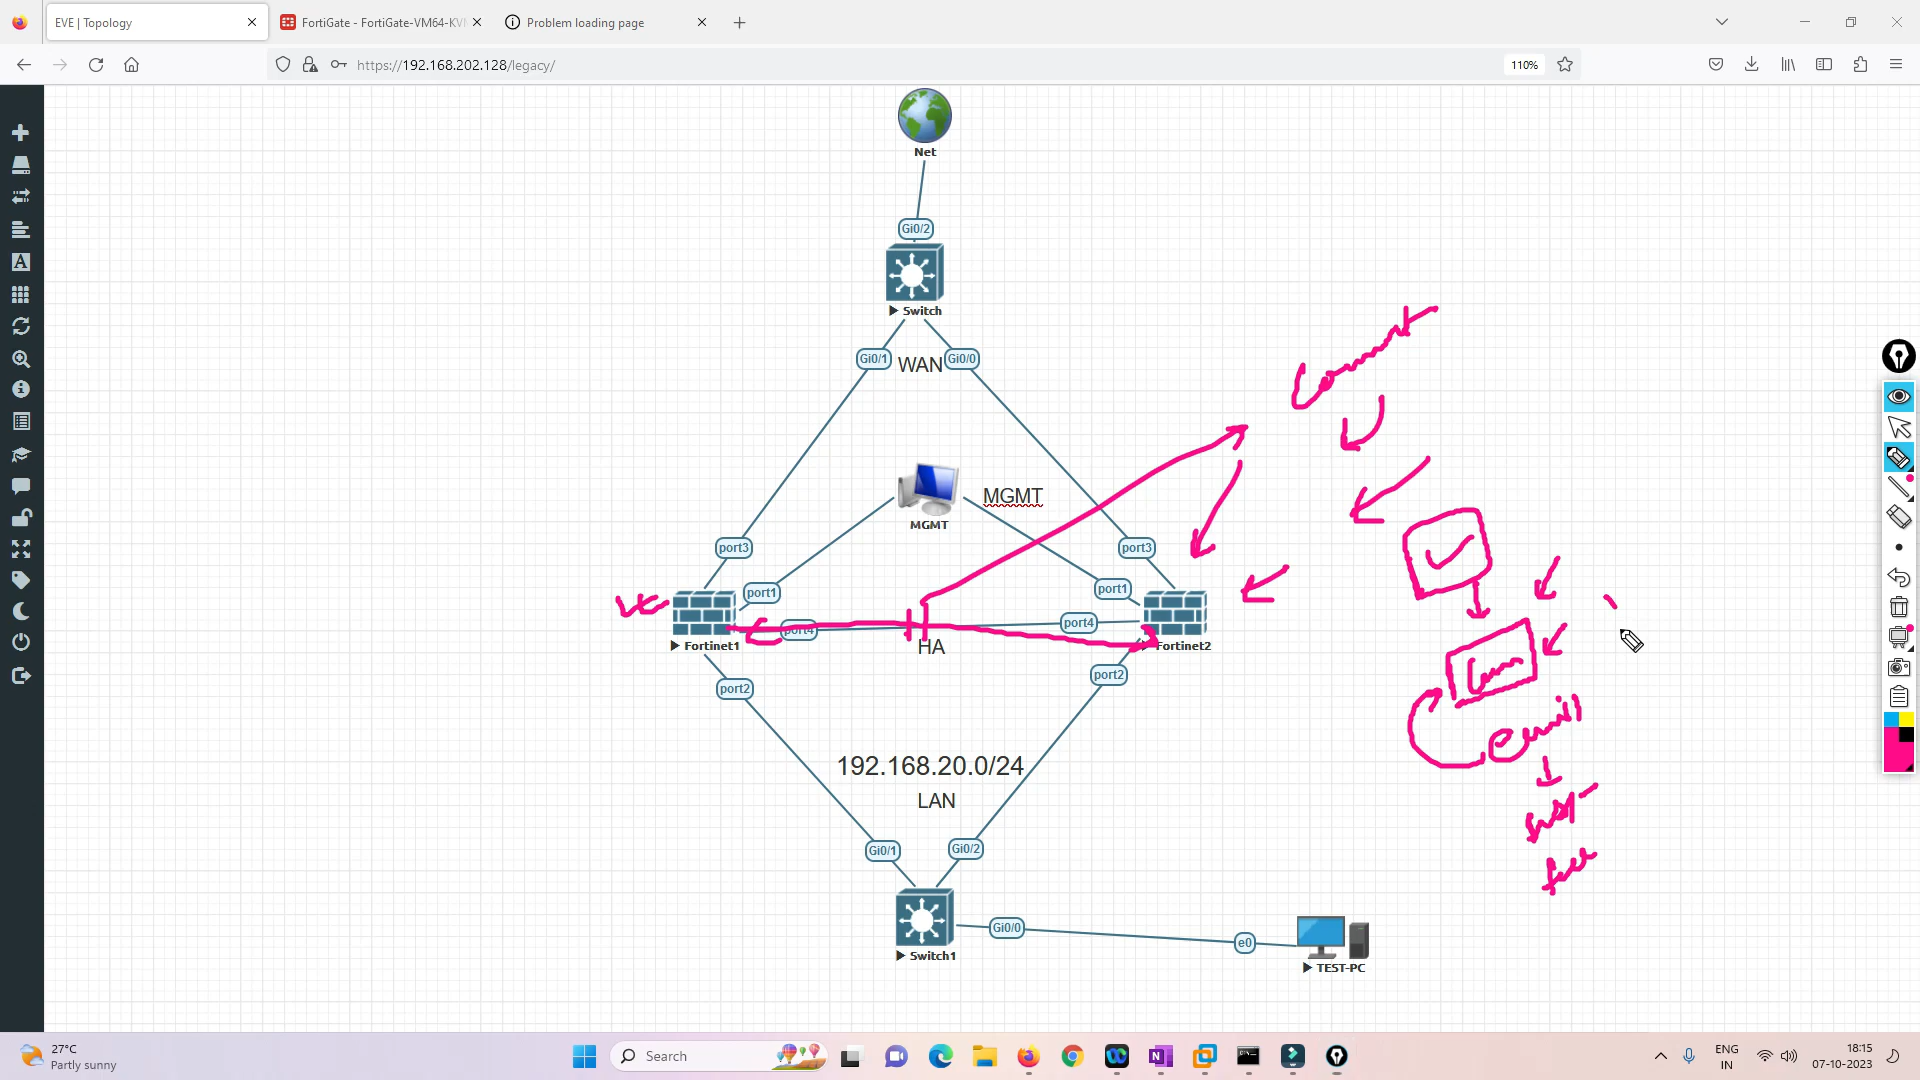 EVE | Topology
FortiGate - FortiGate-VM64-KV
Problem loading page
https://192.168.202.128/legacy/
110%
Net
Gi0/2
Switch
Gi0/1
WAN
Gi0/0
MGMT
MGMT
port3
port3
port1
port1
port4
port4
HA
Fortinet1
Fortinet2
port2
port2
email
192.168.20.0/24
LAN
Gi0/1
Gi0/2
Gi0/0
e0
Switch1
TEST-PC
27°C
Partly sunny
Search
ENG
IN
18:15
07-10-2023